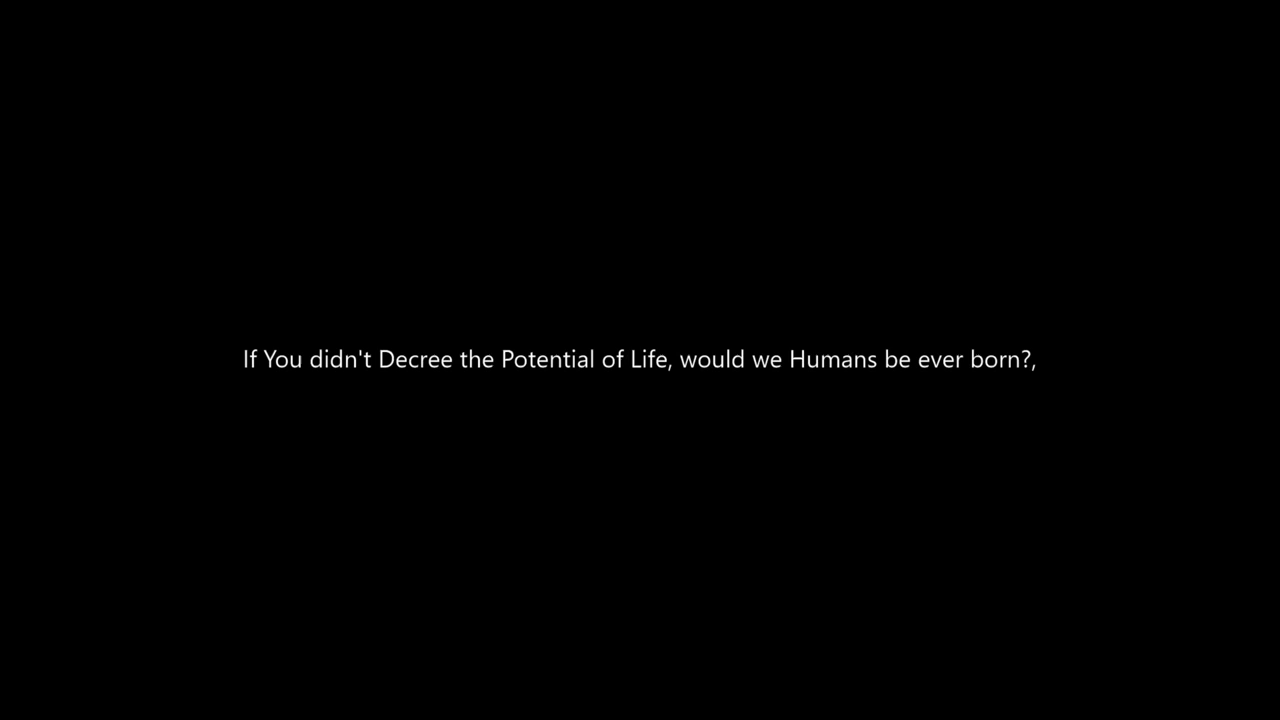 If You didn't Decree the Potential of Life, would we Humans be ever born?,